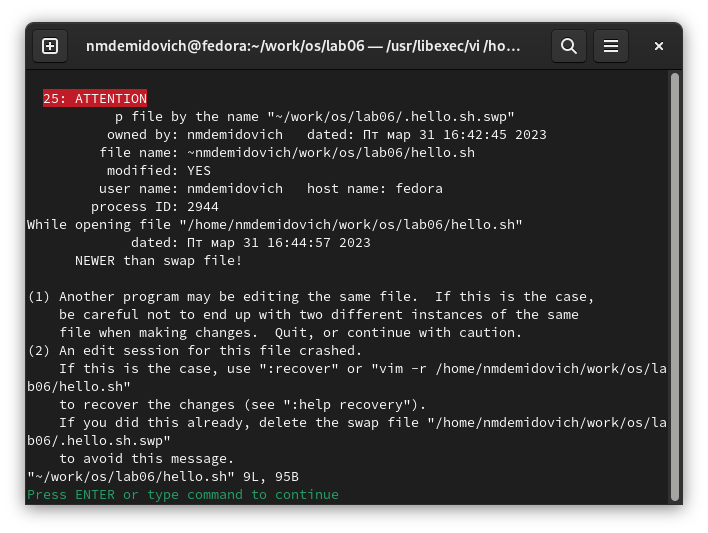 nmdemidovich@fedora:~/work/os/lab06 — /usr/libexec/vi /ho…
25: ATTENTION
p file by the name "~/work/os/lab06/.hello.sh.swp"
owned by: nmdemidovich   dated: Пт мар 31 16:42:45 2023
file name: ~nmdemidovich/work/os/lab06/hello.sh
modified: YES
user name: nmdemidovich   host name: fedora
process ID: 2944
While opening file "/home/nmdemidovich/work/os/lab06/hello.sh"
dated: Пт мар 31 16:44:57 2023
NEWER than swap file!
(1) Another program may be editing the same file.  If this is the case,
be careful not to end up with two different instances of the same
file when making changes.  Quit, or continue with caution.
(2) An edit session for this file crashed.
If this is the case, use ":recover" or "vim -r /home/nmdemidovich/work/os/la
b06/hello.sh"
to recover the changes (see ":help recovery").
If you did this already, delete the swap file "/home/nmdemidovich/work/os/la
b06/.hello.sh.swp"
to avoid this message.
"~/work/os/lab06/hello.sh" 9L, 95B
Press ENTER or type command to continue